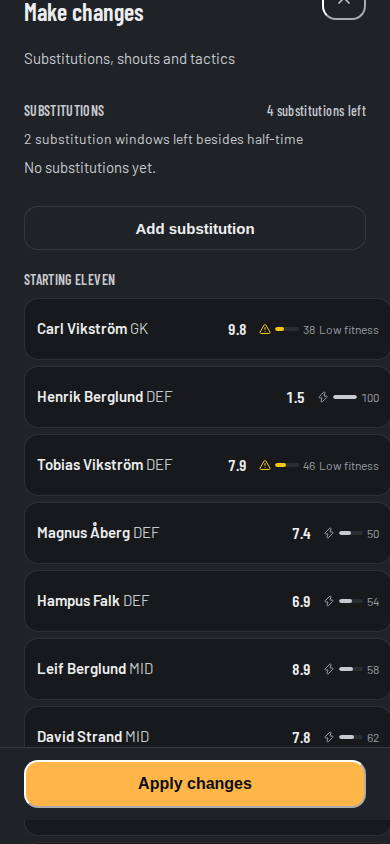 Make changes
Substitutions, shouts and tactics
SUBSTITUTIONS 4 substitutions left
2 substitution windows left besides half-time
No substitutions yet.
Add substitution
STARTING ELEVEN
Carl Vikström GK 9.8 38 Low fitness
Henrik Berglund DEF 1.5 100
Tobias Vikström DEF 7.9 46 Low fitness
Magnus Åberg DEF 7.4 50
Hampus Falk DEF 6.9 54
Leif Berglund MID 8.9 58
David Strand MID 7.8 62
Apply changes